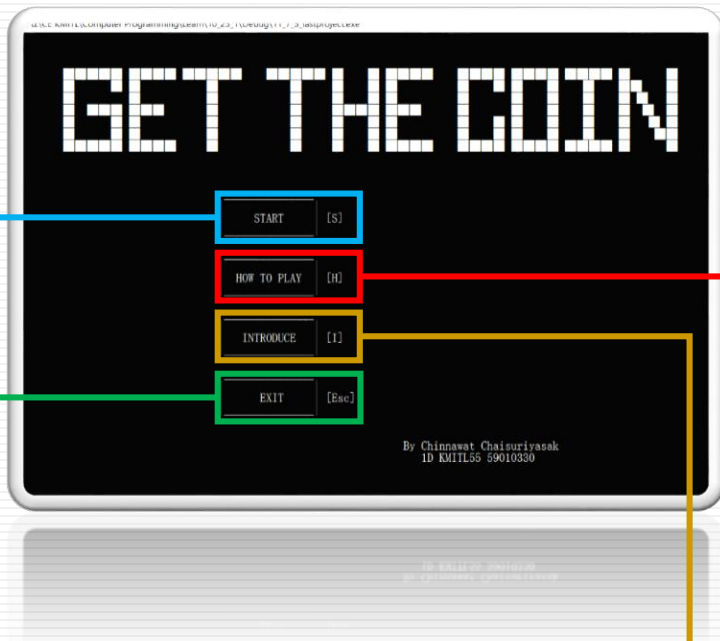 GET THE COIN
START [S]
HOW TO PLAY [H]
INTRODUCE [I]
EXIT [Esc]
By Chinnawat Chaisuriyasak
1D KMITL55 59010330